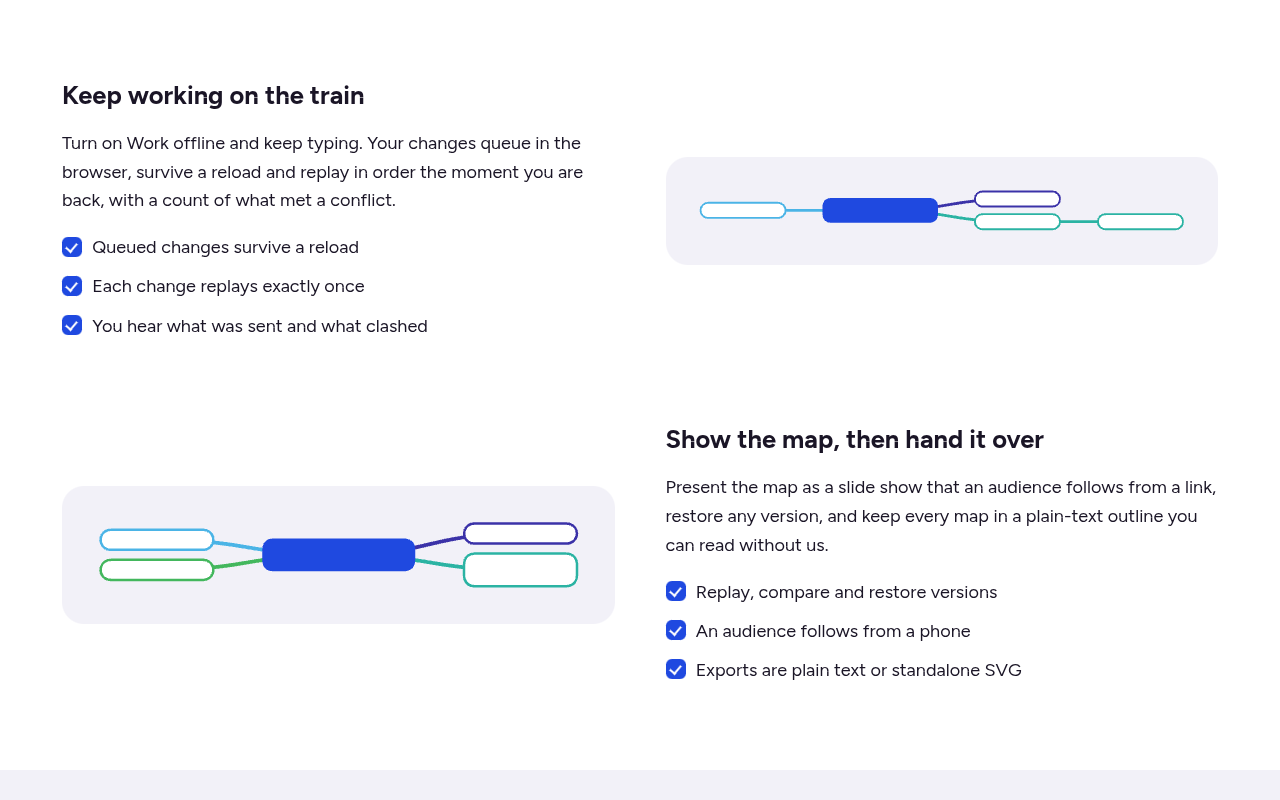 Keep working on the train
Turn on Work offline and keep typing. Your changes queue in the
browser, survive a reload and replay in order the moment you are
back, with a count of what met a conflict.
Queued changes survive a reload
Each change replays exactly once
You hear what was sent and what clashed
Show the map, then hand it over
Present the map as a slide show that an audience follows from a link,
restore any version, and keep every map in a plain-text outline you
can read without us.
Replay, compare and restore versions
An audience follows from a phone
Exports are plain text or standalone SVG